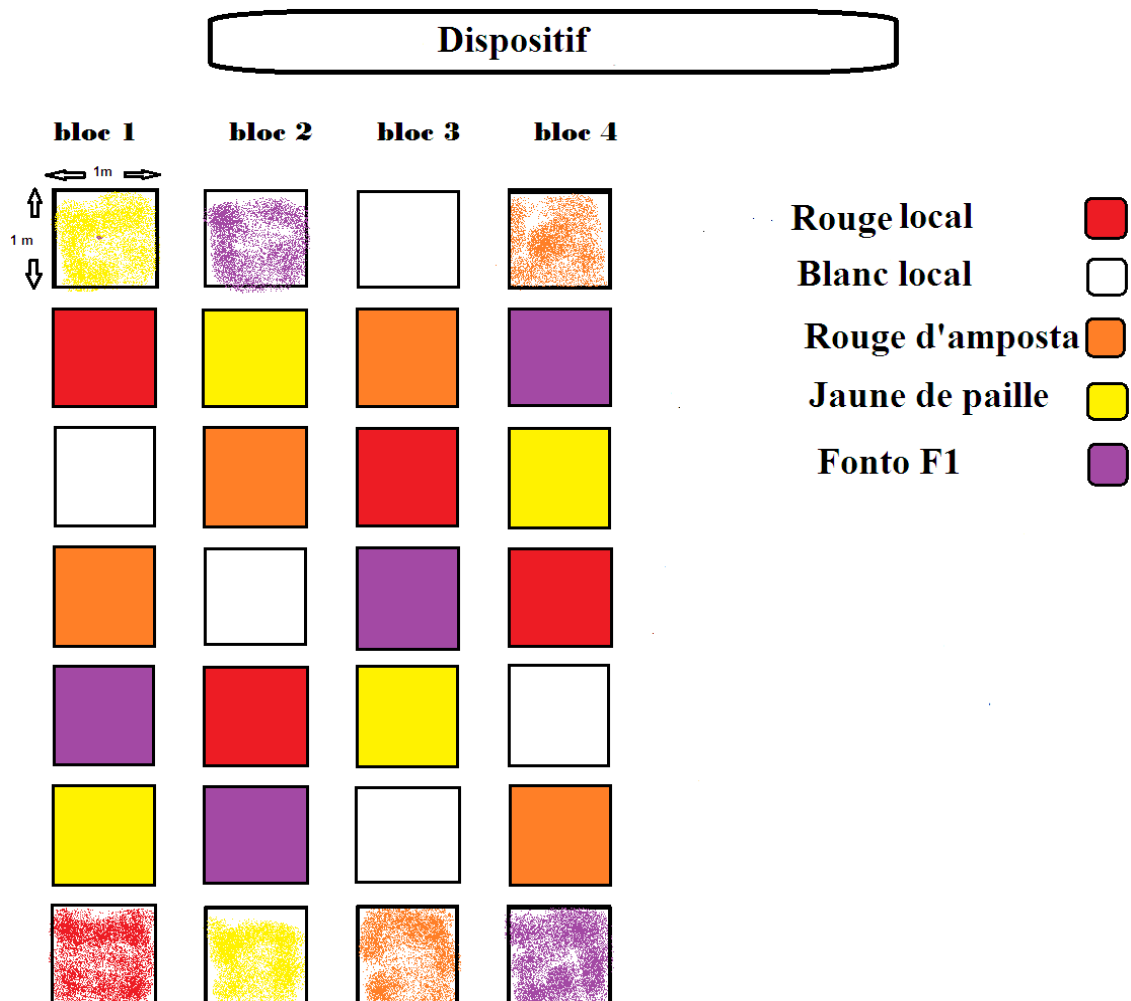 Dispositif
bloc 1 bloc 2 bloc 3 bloc 4
1m
1 m
Rouge local
Blanc local
Rouge d'amposta
Jaune de paille
Fonto F1